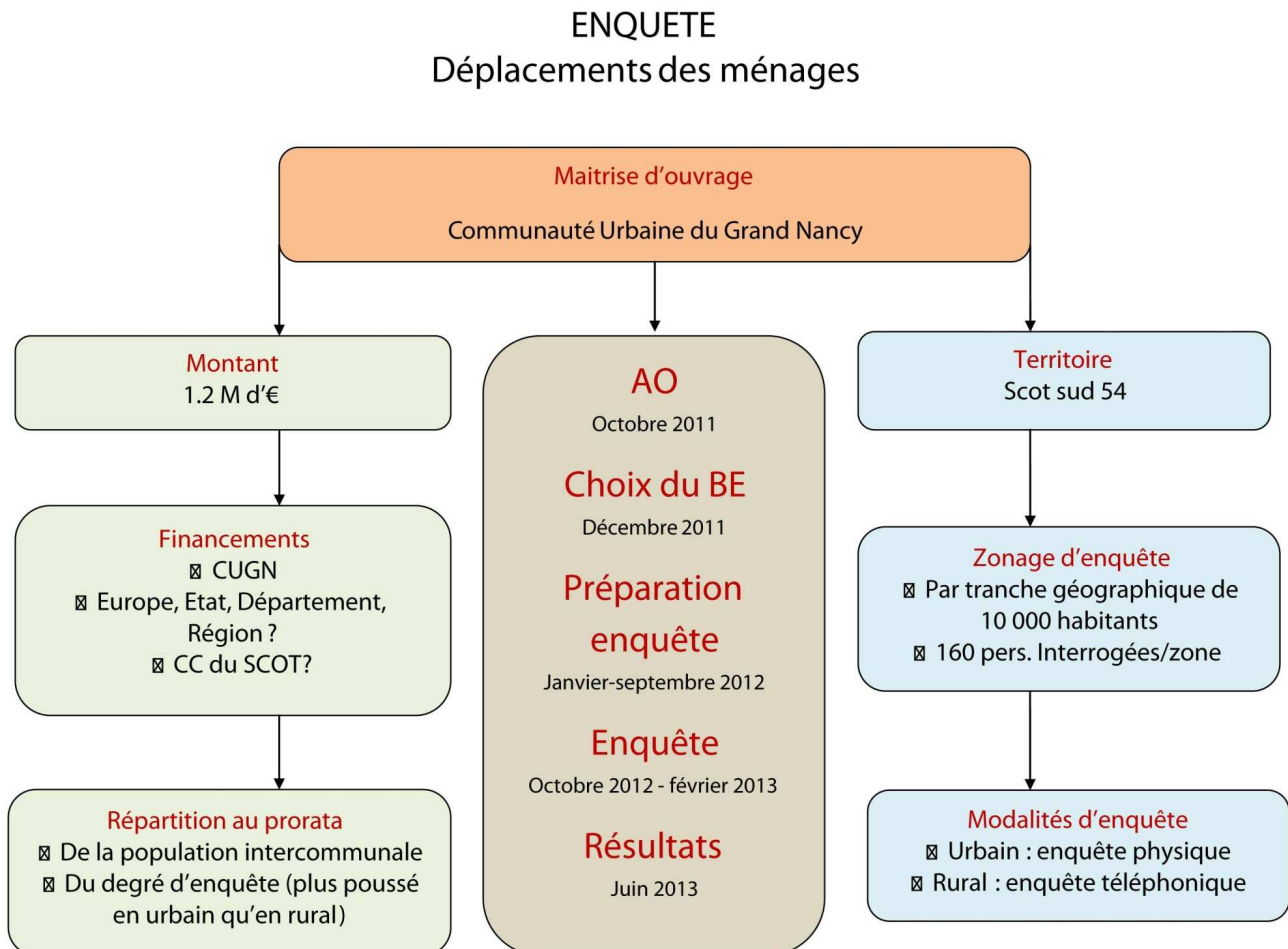 ENQUETE
Déplacements des ménages
Maitrise d'ouvrage
Communauté Urbaine du Grand Nancy
Montant
1.2 M d'€
Financements
CUGN
Europe, Etat, Département,
Région ?
CC du SCOT?
Répartition au prorata
De la population intercommunale
Du degré d'enquête (plus poussé
en urbain qu'en rural)
AO
Octobre 2011
Choix du BE
Décembre 2011
Préparation
enquête
Janvier-septembre 2012
Enquête
Octobre 2012 - février 2013
Résultats
Juin 2013
Territoire
Scot sud 54
Zonage d'enquête
Par tranche géographique de
10 000 habitants
160 pers. Interrogées/zone
Modalités d'enquête
Urbain : enquête physique
Rural : enquête téléphonique